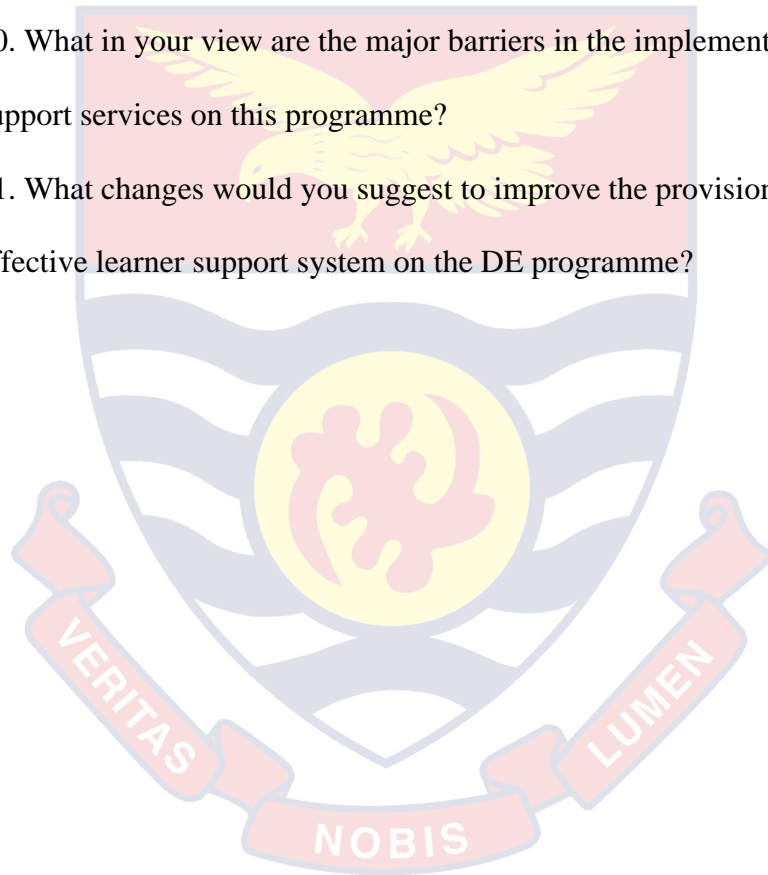 0. What in your view are the major barriers in the implement
upport services on this programme?
1. What changes would you suggest to improve the provision
ffective learner support system on the DE programme?
VERITAS
NOBIS
LUMEN